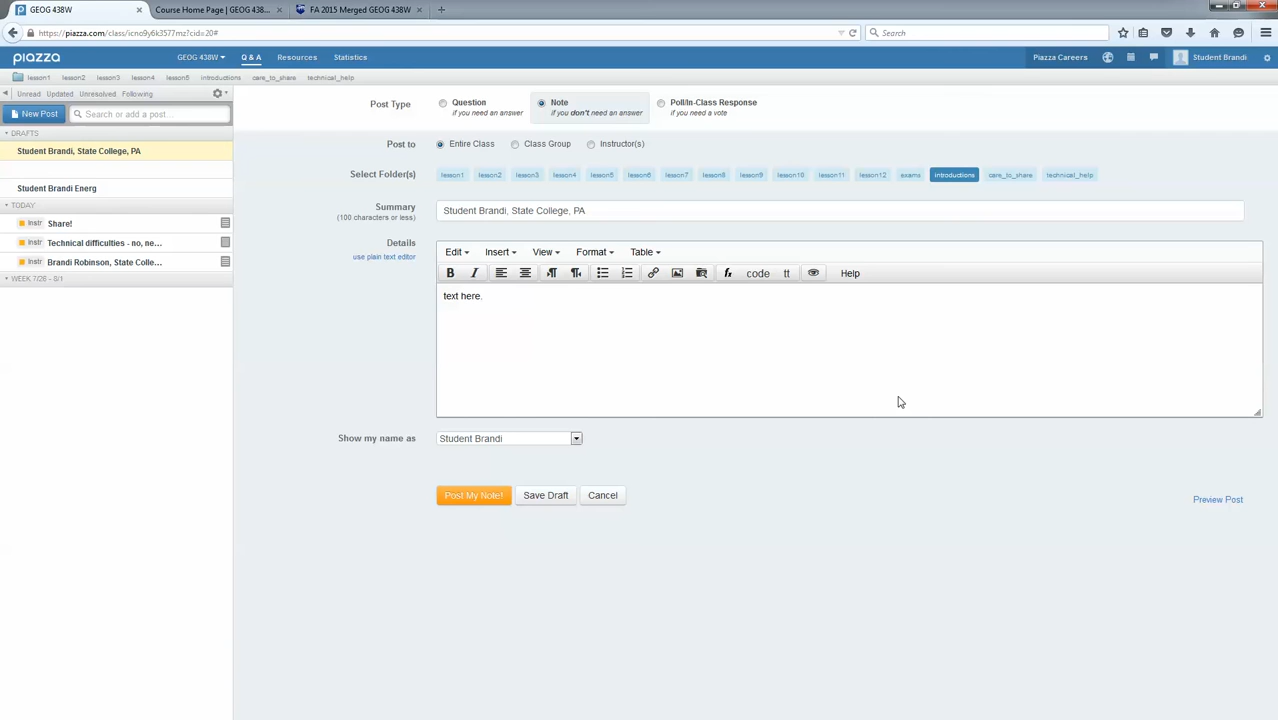 GEOG 438W
Course Home Page | GEOG 438...
FA 2015 Merged GEOG 438W
https://piazza.com/class/icno9y6k3577mz?cid=20#
Search
piazza
GEOG 438W
Q & A
Resources
Statistics
Piazza Careers
Student Brandi
lesson1 lesson2 lesson3 lesson4 lesson5 introductions care_to_share technical_help
Unread Updated Unresolved Following
New Post
Search or add a post...
DRAFTS
Student Brandi, State College, PA
Student Brandi Energ
TODAY
Instr Share!
Instr Technical difficulties - no, ne...
Instr Brandi Robinson, State Colle...
WEEK 7/26 - 8/1
Post Type
Question
if you need an answer
Note
if you don't need an answer
Poll/In-Class Response
if you need a vote
Post to
Entire Class
Class Group
Instructor(s)
Select Folder(s)
lesson1 lesson2 lesson3 lesson4 lesson5 lesson6 lesson7 lesson8 lesson9 lesson10 lesson11 lesson12 exams introductions care_to_share technical_help
Summary
(100 characters or less)
Student Brandi, State College, PA
Details
use plain text editor
Edit Insert View Format Table
B I fx code tt Help
text here.
Show my name as
Student Brandi
Post My Note!
Save Draft
Cancel
Preview Post